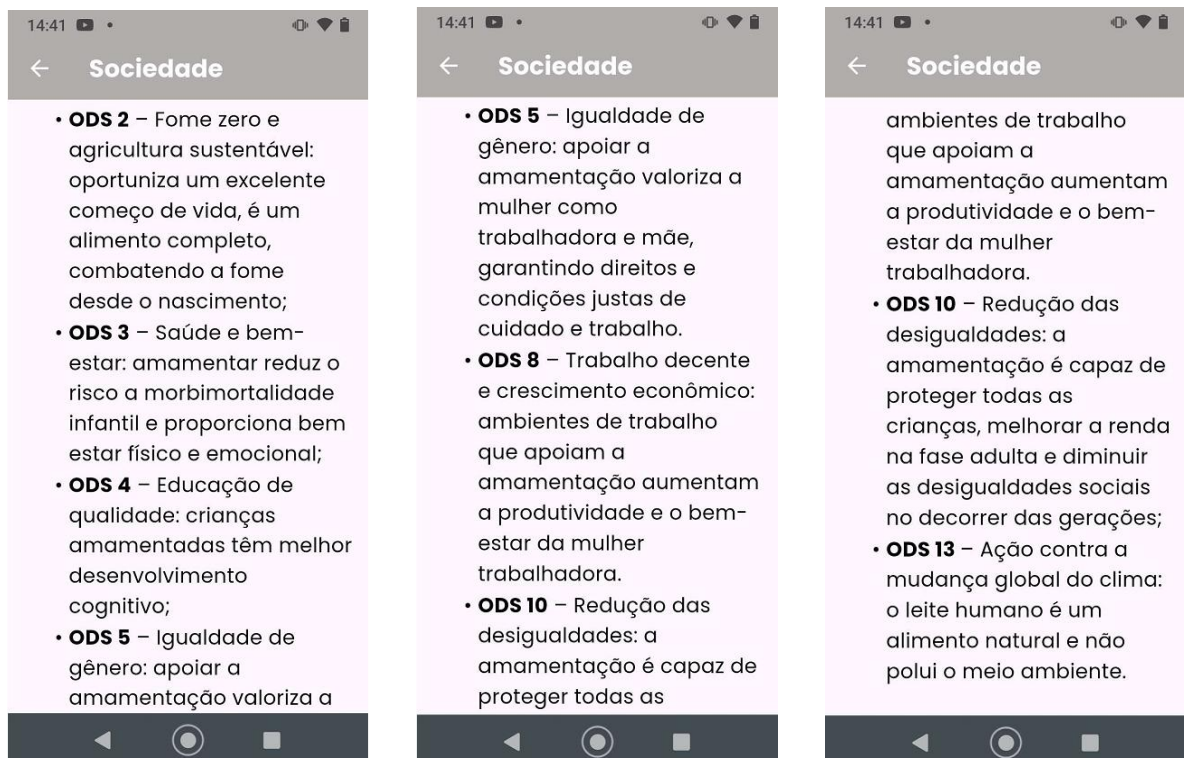 14:41
Sociedade
• ODS 2 – Fome zero e
agricultura sustentável:
oportuniza um excelente
começo de vida, é um
alimento completo,
combatendo a fome
desde o nascimento;
• ODS 3 – Saúde e bem-
estar: amamentar reduz o
risco a morbimortalidade
infantil e proporciona bem
estar físico e emocional;
• ODS 4 – Educação de
qualidade: crianças
amamentadas têm melhor
desenvolvimento
cognitivo;
• ODS 5 – Igualdade de
gênero: apoiar a
amamentação valoriza a
14:41
Sociedade
• ODS 5 – Igualdade de
gênero: apoiar a
amamentação valoriza a
mulher como
trabalhadora e mãe,
garantindo direitos e
condições justas de
cuidado e trabalho.
• ODS 8 – Trabalho decente
e crescimento econômico:
ambientes de trabalho
que apoiam a
amamentação aumentam
a produtividade e o bem-
estar da mulher
trabalhadora.
• ODS 10 – Redução das
desigualdades: a
amamentação é capaz de
proteger todas as
14:41
Sociedade
ambientes de trabalho
que apoiam a
amamentação aumentam
a produtividade e o bem-
estar da mulher
trabalhadora.
• ODS 10 – Redução das
desigualdades: a
amamentação é capaz de
proteger todas as
crianças, melhorar a renda
na fase adulta e diminuir
as desigualdades sociais
no decorrer das gerações;
• ODS 13 – Ação contra a
mudança global do clima:
o leite humano é um
alimento natural e não
polui o meio ambiente.